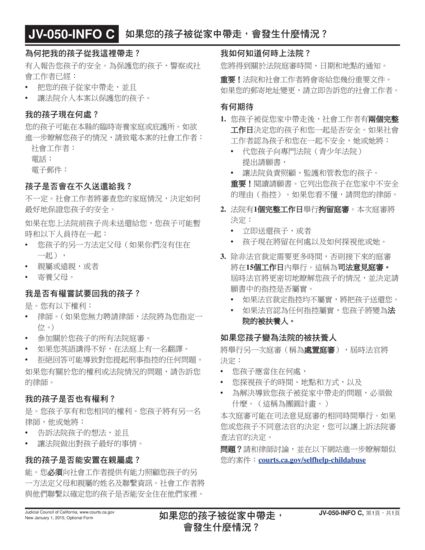 JV-050-INFO C 如果您的孩子被從家中帶走，會發生什麼情況？
為何把我的孩子從我這裡帶走？
有人報告您孩子的安全。為保護您的孩子，警察或社
會工作者已經：
• 把您的孩子從家中帶走，並且
• 讓法院介入本案以保護您的孩子。
我的孩子現在何處？
您的孩子可能在本縣的臨時寄養家庭或庇護所。如欲
進一步瞭解您孩子的情況，請致電本案的社會工作者：
社會工作者：
電話：
電子郵件：
孩子是否會在不久送還給我？
不一定。社會工作者將審查您的家庭情況，決定如何
最好地保證您孩子的安全。
如果在您上法院前孩子尚未送還給您，您孩子可能暫
時和以下人員待在一起：
• 您孩子的另一方法定父母（如果你們沒有住在
一起），
• 親屬或遠親，或者
• 寄養父母。
我是否有權嘗試要回我的孩子？
是。您有以下權利：
• 律師。（如果您無力聘請律師，法院將為您指定一
位。）
• 參加關於您孩子的所有法院庭審。
• 如果您英語講得不好，在法庭上有一名翻譯。
• 拒絕回答可能導致對您提起刑事指控的任何問題。
如果您有關於您的權利或法院情況的問題，請告訴您
的律師。
我的孩子是否也有權利？
是。您孩子享有和您相同的權利。您孩子將有另一名
律師，他或她將：
• 告訴法院孩子的想法，並且
• 讓法院做出對孩子最好的事情。
我的孩子是否能安置在親屬處？
能。您必須向社會工作者提供有能力照顧您孩子的另
一方法定父母和親屬的姓名及聯繫資訊。社會工作者將
與他們聯繫以確定您的孩子是否能安全住在他們家裡。
我如何知道何時上法院？
您將得到關於法院庭審時間、日期和地點的通知。
重要！法院和社會工作者將會寄給您幾份重要文件。
如果您的郵寄地址變更，請立即告訴您的社會工作者。
有何期待
1. 您孩子被從您家中帶走後，社會工作者有兩個完整
工作日決定您的孩子和您一起是否安全。如果社會
工作者認為孩子和您在一起不安全，她或她將：
• 代您孩子向專門法院（青少年法院）
提出請願書，
• 讓法院負責照顧、監護和管教您的孩子。
重要！閱讀請願書。它列出您孩子在您家中不安全
的理由（指控）。如果您看不懂，請問您的律師。
2. 法院有1個完整工作日舉行拘留庭審。本次庭審將
決定：
• 立即送還孩子，或者
• 孩子現在將留在何處以及如何探視他或她。
3. 除非法官裁定需要更多時間，否則接下來的庭審
將在15個工作日內舉行。這稱為司法意見庭審。
屆時法官將更密切地瞭解您孩子的情況，並決定請
願書中的指控是否屬實。
• 如果法官裁定指控均不屬實，將把孩子送還您。
• 如果法官認為任何指控屬實，您孩子將變為法
院的被扶養人。
如果您孩子變為法院的被扶養人
將舉行另一次庭審（稱為處置庭審），屆時法官將
決定：
• 您孩子應當住在何處，
• 您探視孩子的時間、地點和方式，以及
• 為解決導致您孩子被從家中帶走的問題，必須做
什麼。（這稱為團圓計畫。）
本次庭審可能在司法意見庭審的相同時間舉行。如果
您或您孩子不同意法官的決定，您可以讓上訴法院審
查法官的決定。
問題？請和律師討論，並在以下網站進一步瞭解類似
您的案件：courts.ca.gov/selfhelp-childabuse
Judicial Council of California, www.courts.ca.gov
New January 1, 2015, Optional Form
如果您的孩子被從家中帶走，
會發生什麼情況？
JV-050-INFO C, 第1頁，共1頁